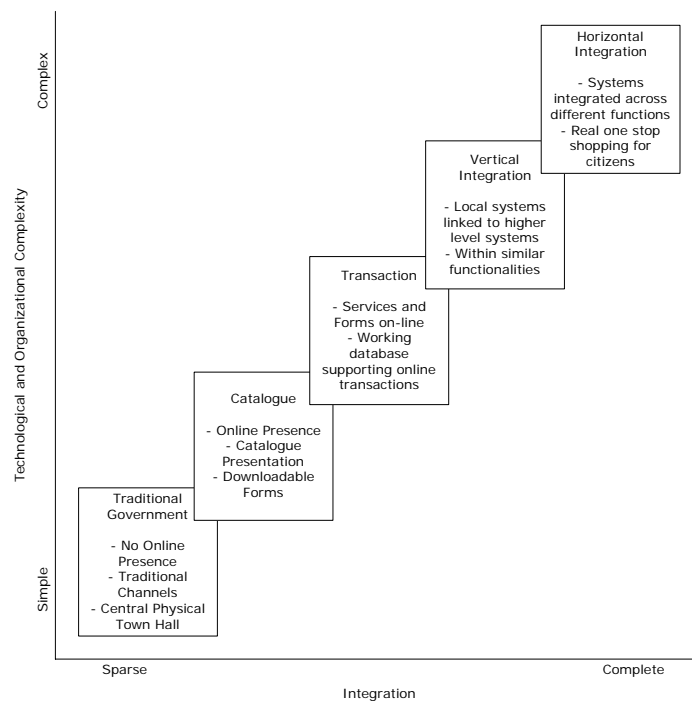 Horizontal
Integration
- Systems
integrated across
different functions
- Real one stop
shopping for
citizens
Complex
Vertical
Integration
- Local systems
linked to higher
level systems
- Within similar
functionalities
Transaction
- Services and
Forms on-line
- Working
database
supporting online
transactions
Technological and Organizational Complexity
Catalogue
- Online Presence
- Catalogue
Presentation
- Downloadable
Forms
Traditional
Government
- No Online
Presence
- Traditional
Channels
- Central Physical
Town Hall
Simple
Sparse
Complete
Integration